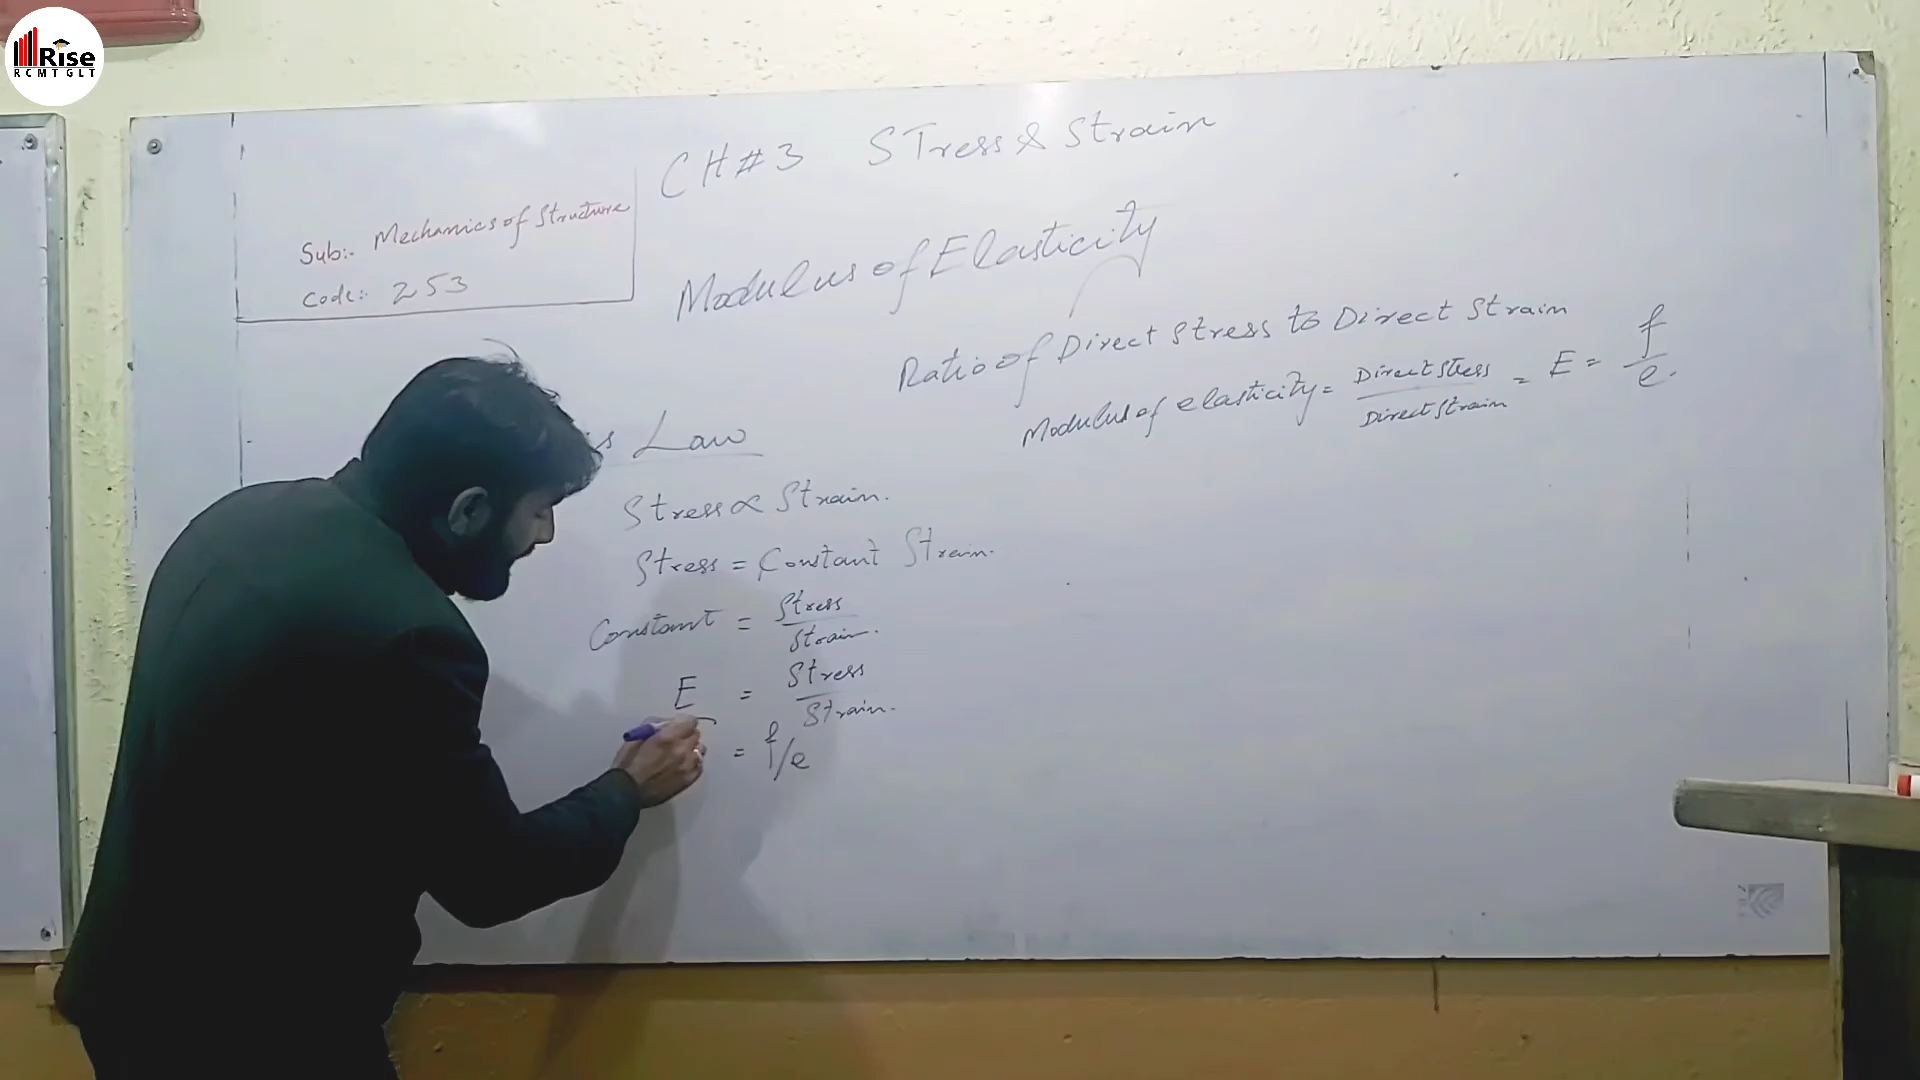 Rise
RCMTGLT
CH#3 STress & Strain
Sub:- Mechanics of Structure
Code:- 253
Modulus of Elasticity
Ratio of Direct Stress to Direct Strain
Modulus of elasticity = Direct Stress / Direct Strain = E = f / e.
's Law
Stress ∝ Strain.
Stress = Constant Strain.
Constant = Stress / Strain.
E = Stress / Strain.
= f/e